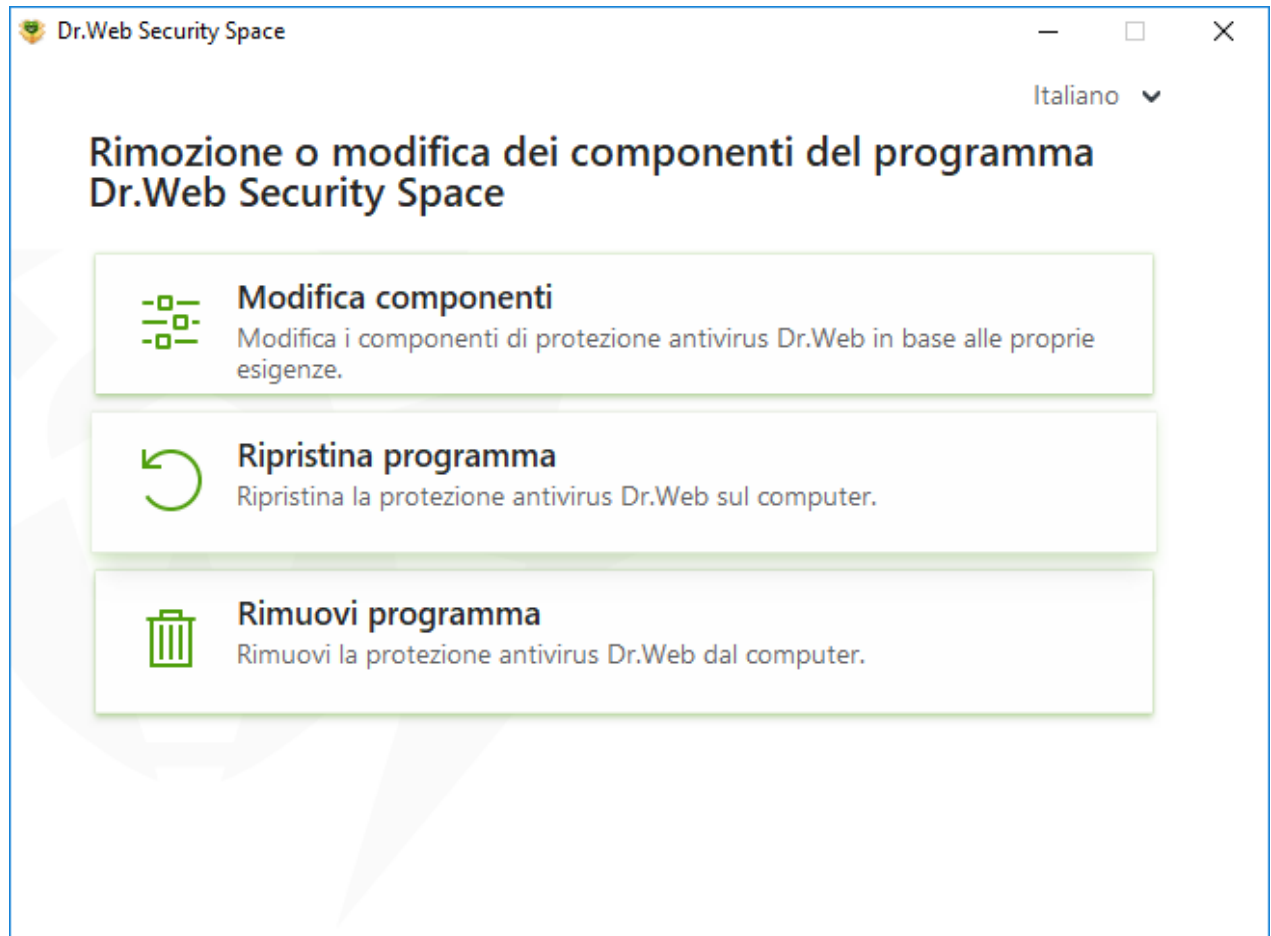 Dr.Web Security Space
Italiano
Rimozione o modifica dei componenti del programma
Dr.Web Security Space
Modifica componenti
Modifica i componenti di protezione antivirus Dr.Web in base alle proprie
esigenze.
Ripristina programma
Ripristina la protezione antivirus Dr.Web sul computer.
Rimuovi programma
Rimuovi la protezione antivirus Dr.Web dal computer.